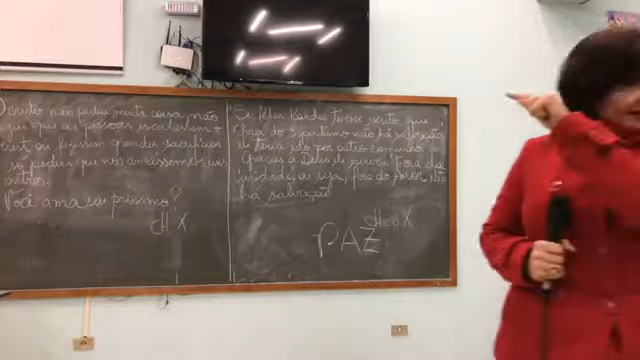 Cristo não pediu muita coisa, não
que as pessoas escalassem o
ou fizessem grandes sacrifícios
só pediu que nos amássemos uns
outros.
Você ama seu próximo?
Chico X
Se Allan Kardec tivesse escrito que
fora do Espiritismo não há salvação
eu teria ido por outro caminho.
Graças a Deus ele escreveu Fora da
caridade, ou seja, fora do Amor Não
há salvação
Chico X
PAZ